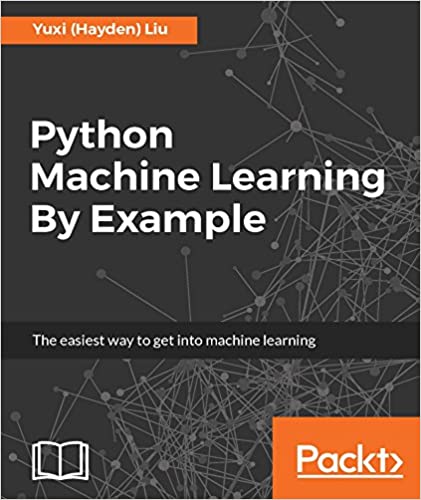 Yuxi (Hayden) Liu
Python
Machine Learning
By Example
The easiest way to get into machine learning
Packt>